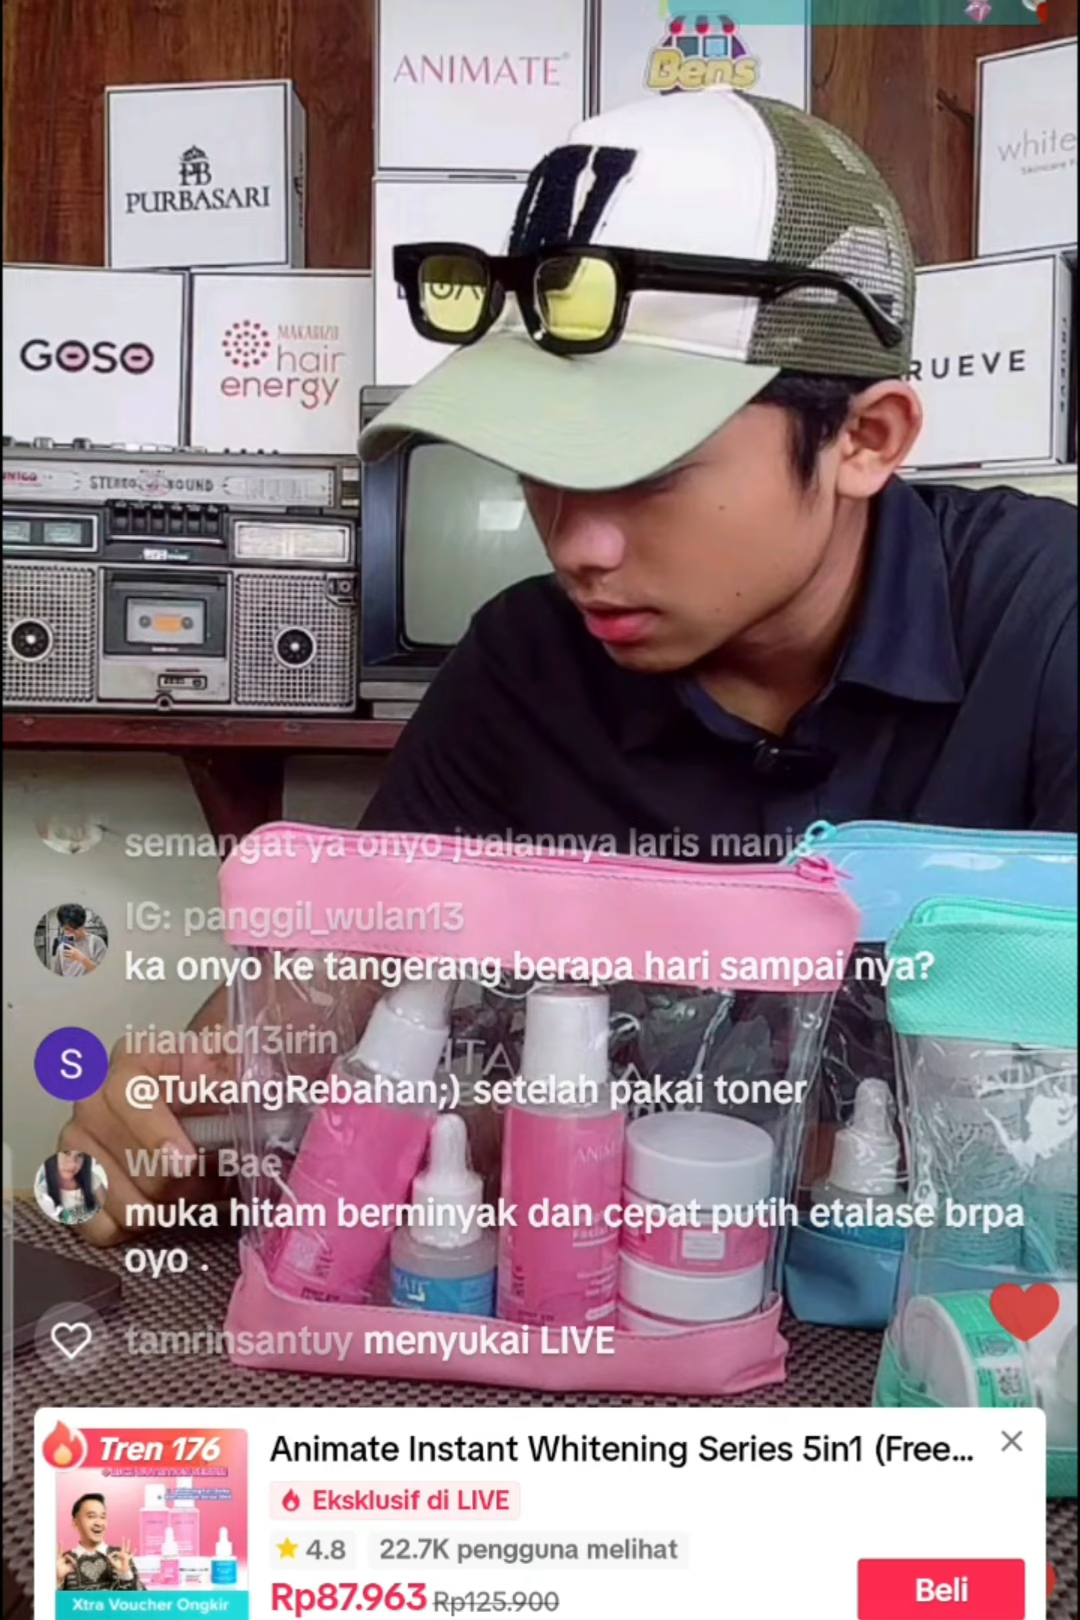 ANIMATE
Bens
PB
PURBASARI
white
GOSO
MAKARIZO
hair
energy
RUEVE
STEREO SOUND
semangat ya onyo jualannya laris manis
IG: panggil_wulan13
ka onyo ke tangerang berapa hari sampai nya?
S
iriantid13irin
@TukangRebahan;) setelah pakai toner
Witri Bae
muka hitam berminyak dan cepat putih etalase brpa
oyo .
tamrinsantuy menyukai LIVE
Tren 176
Xtra Voucher Ongkir
Animate Instant Whitening Series 5in1 (Free...
Eksklusif di LIVE
4.8 22.7K pengguna melihat
Rp87.963 Rp125.900
Beli